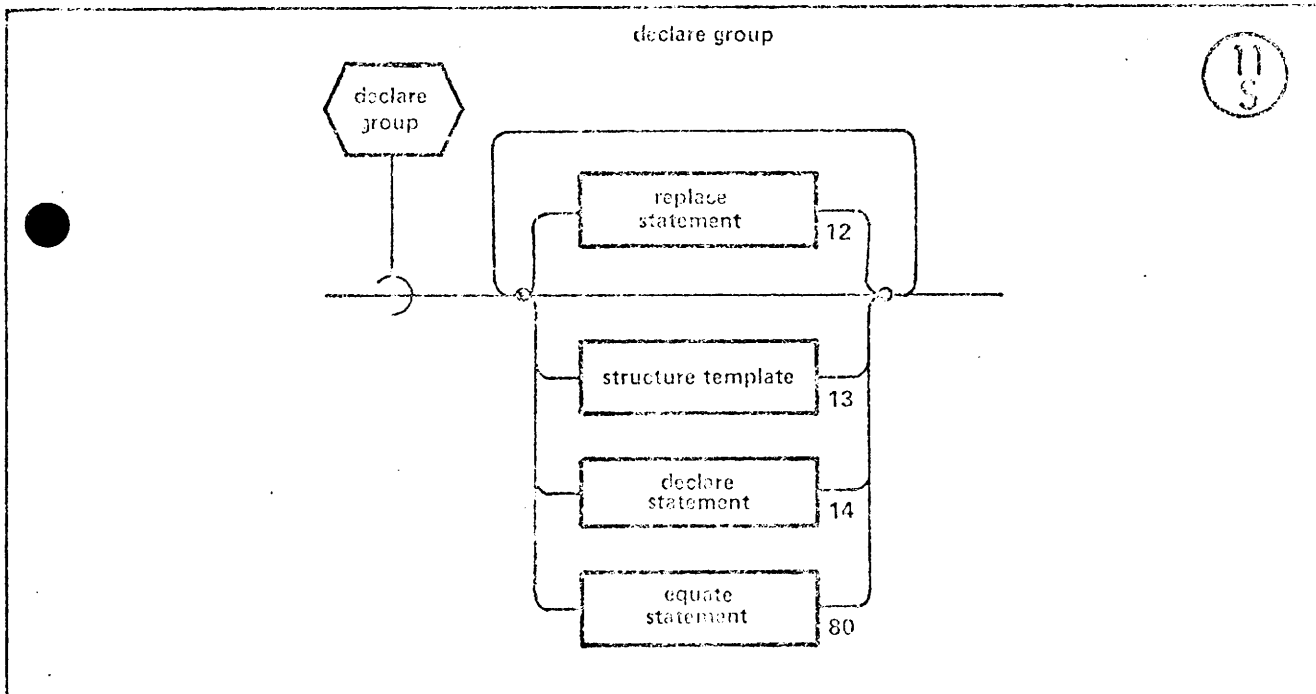 declare group
11
S
declare
group
replace
statement
12
structure template
13
declare
statement
14
equate
statement
80